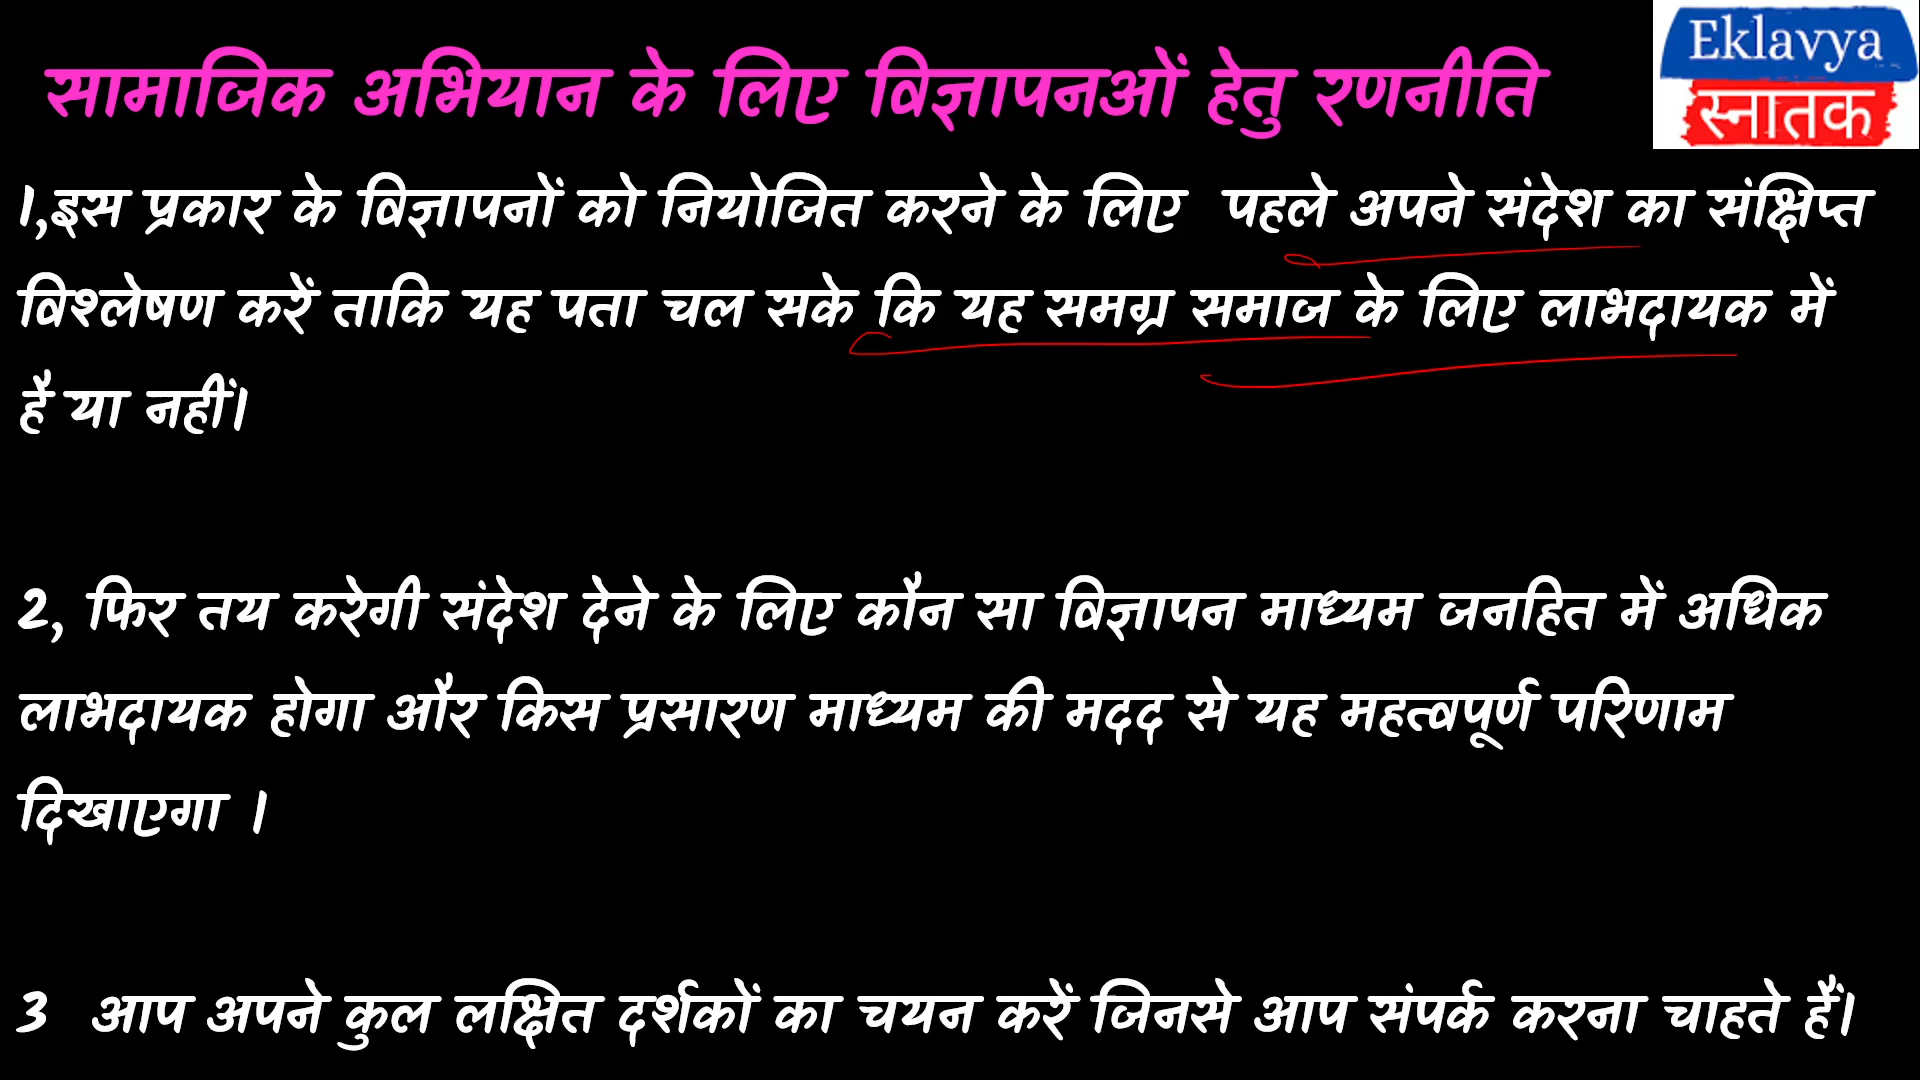 सामाजिक अभियान के लिए विज्ञापनओं हेतु रणनीति
Eklavya
स्नातक
1,इस प्रकार के विज्ञापनों को नियोजित करने के लिए पहले अपने संदेश का संक्षिप्त
विश्लेषण करें ताकि यह पता चल सके कि यह समग्र समाज के लिए लाभदायक में
है या नहीं।
2, फिर तय करेगी संदेश देने के लिए कौन सा विज्ञापन माध्यम जनहित में अधिक
लाभदायक होगा और किस प्रसारण माध्यम की मदद से यह महत्वपूर्ण परिणाम
दिखाएगा ।
3 आप अपने कुल लक्षित दर्शकों का चयन करें जिनसे आप संपर्क करना चाहते हैं।